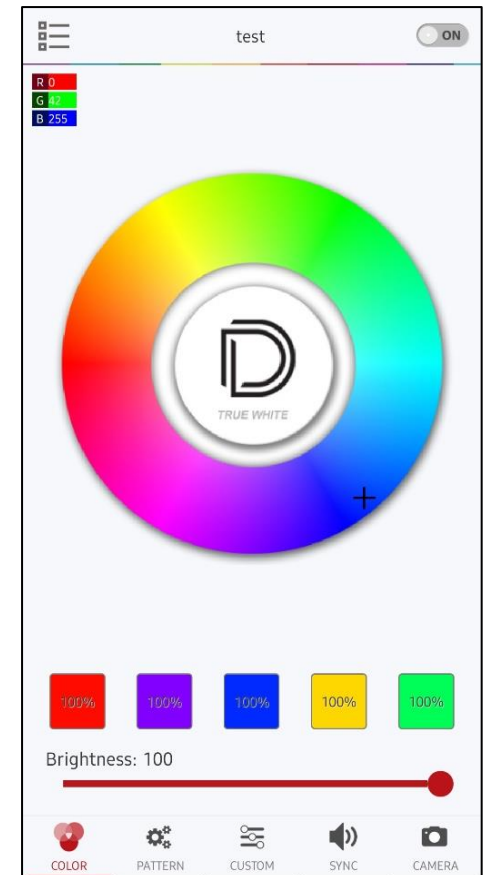 test
ON
R 0
G 42
B 255
TRUE WHITE
100% 100% 100% 100% 100%
Brightness: 100
COLOR PATTERN CUSTOM SYNC CAMERA